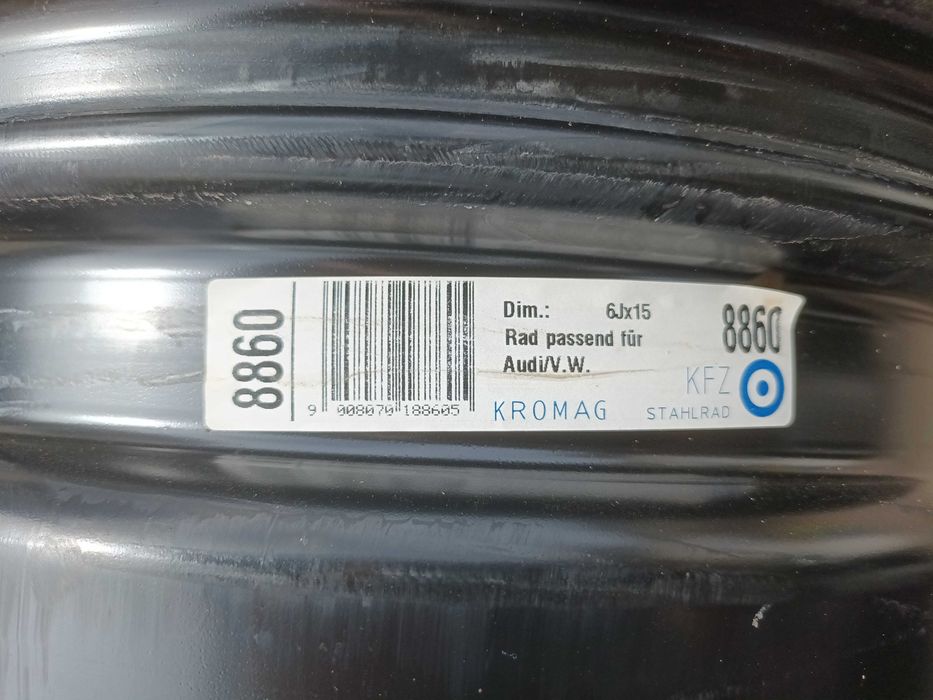 8860
9 008070 188605
Dim.: 6Jx15
Rad passend für
Audi/V.W.
KROMAG
8860
KFZ
STAHLRAD